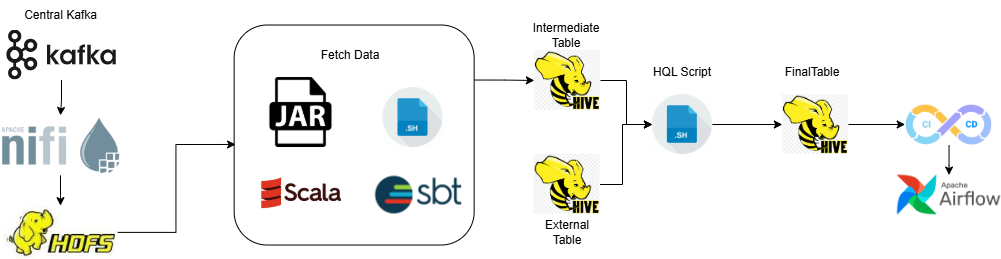 Central Kafka
kafka
APACHE
nifi
HDFS
Fetch Data
JAR
.SH
Scala
sbt
Intermediate
Table
HIVE
HIVE
External
Table
HQL Script
.SH
FinalTable
HIVE
CI
CD
Apache
Airflow